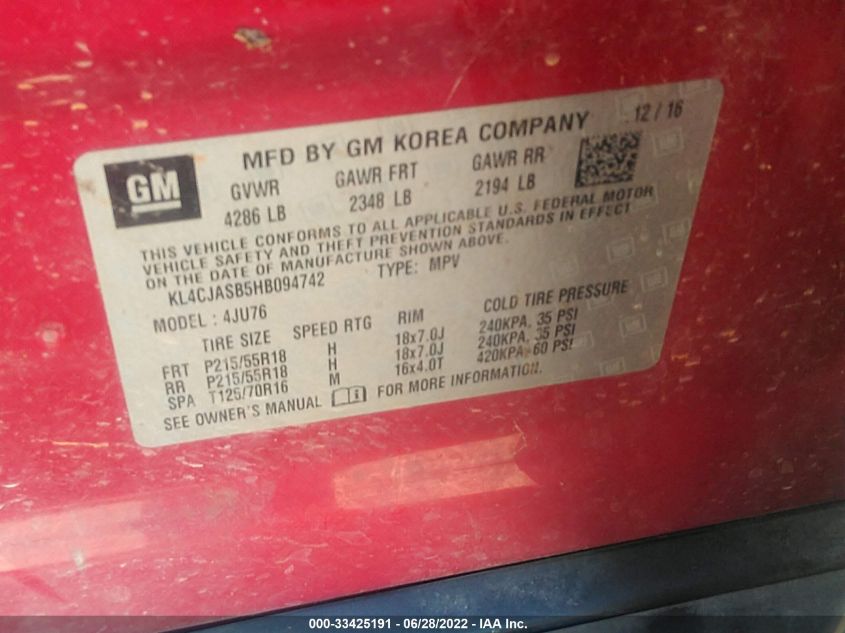 GM
MFD BY GM KOREA COMPANY 12 / 16
GVWR GAWR FRT GAWR RR
4286 LB 2348 LB 2194 LB
THIS VEHICLE CONFORMS TO ALL APPLICABLE U.S. FEDERAL MOTOR
VEHICLE SAFETY AND THEFT PREVENTION STANDARDS IN EFFECT
ON THE DATE OF MANUFACTURE SHOWN ABOVE.
KL4CJASB5HB094742 TYPE: MPV
MODEL : 4JU76
TIRE SIZE SPEED RTG RIM COLD TIRE PRESSURE
FRT P215/55R18 H 18x7.0J 240KPA, 35 PSI
RR P215/55R18 H 18x7.0J 240KPA, 35 PSI
SPA T125/70R16 M 16x4.0T 420KPA, 60 PSI
SEE OWNER'S MANUAL FOR MORE INFORMATION.
000-33425191 - 06/28/2022 - IAA Inc.